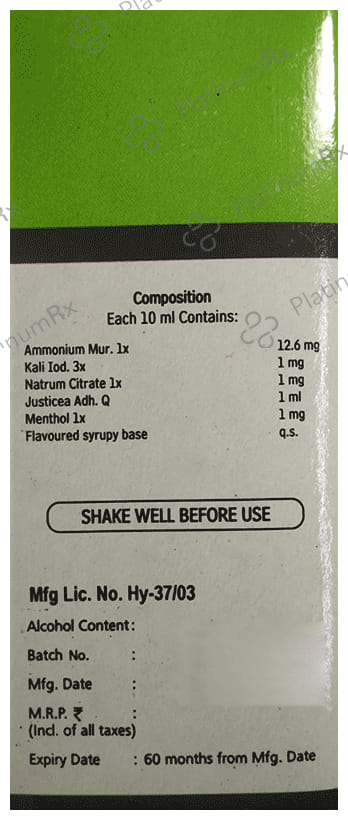 Composition
Each 10 ml Contains:
Ammonium Mur. 1x 12.6 mg
Kali Iod. 3x 1 mg
Natrum Citrate 1x 1 mg
Justicea Adh. Q 1 ml
Menthol 1x 1 mg
Flavoured syrupy base q.s.
SHAKE WELL BEFORE USE
Mfg Lic. No. Hy-37/03
Alcohol Content :
Batch No. :
Mfg. Date :
M.R.P. ₹ :
(Incl. of all taxes)
Expiry Date : 60 months from Mfg. Date
PlatinumRx